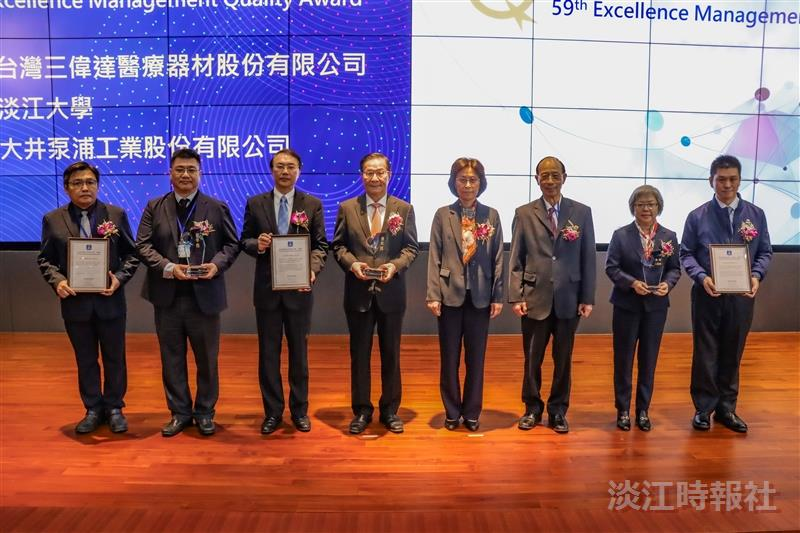 Excellence Management Quality Award
台灣三偉達醫療器材股份有限公司
淡江大學
大井泵浦工業股份有限公司
59th Excellence Management
淡江時報社